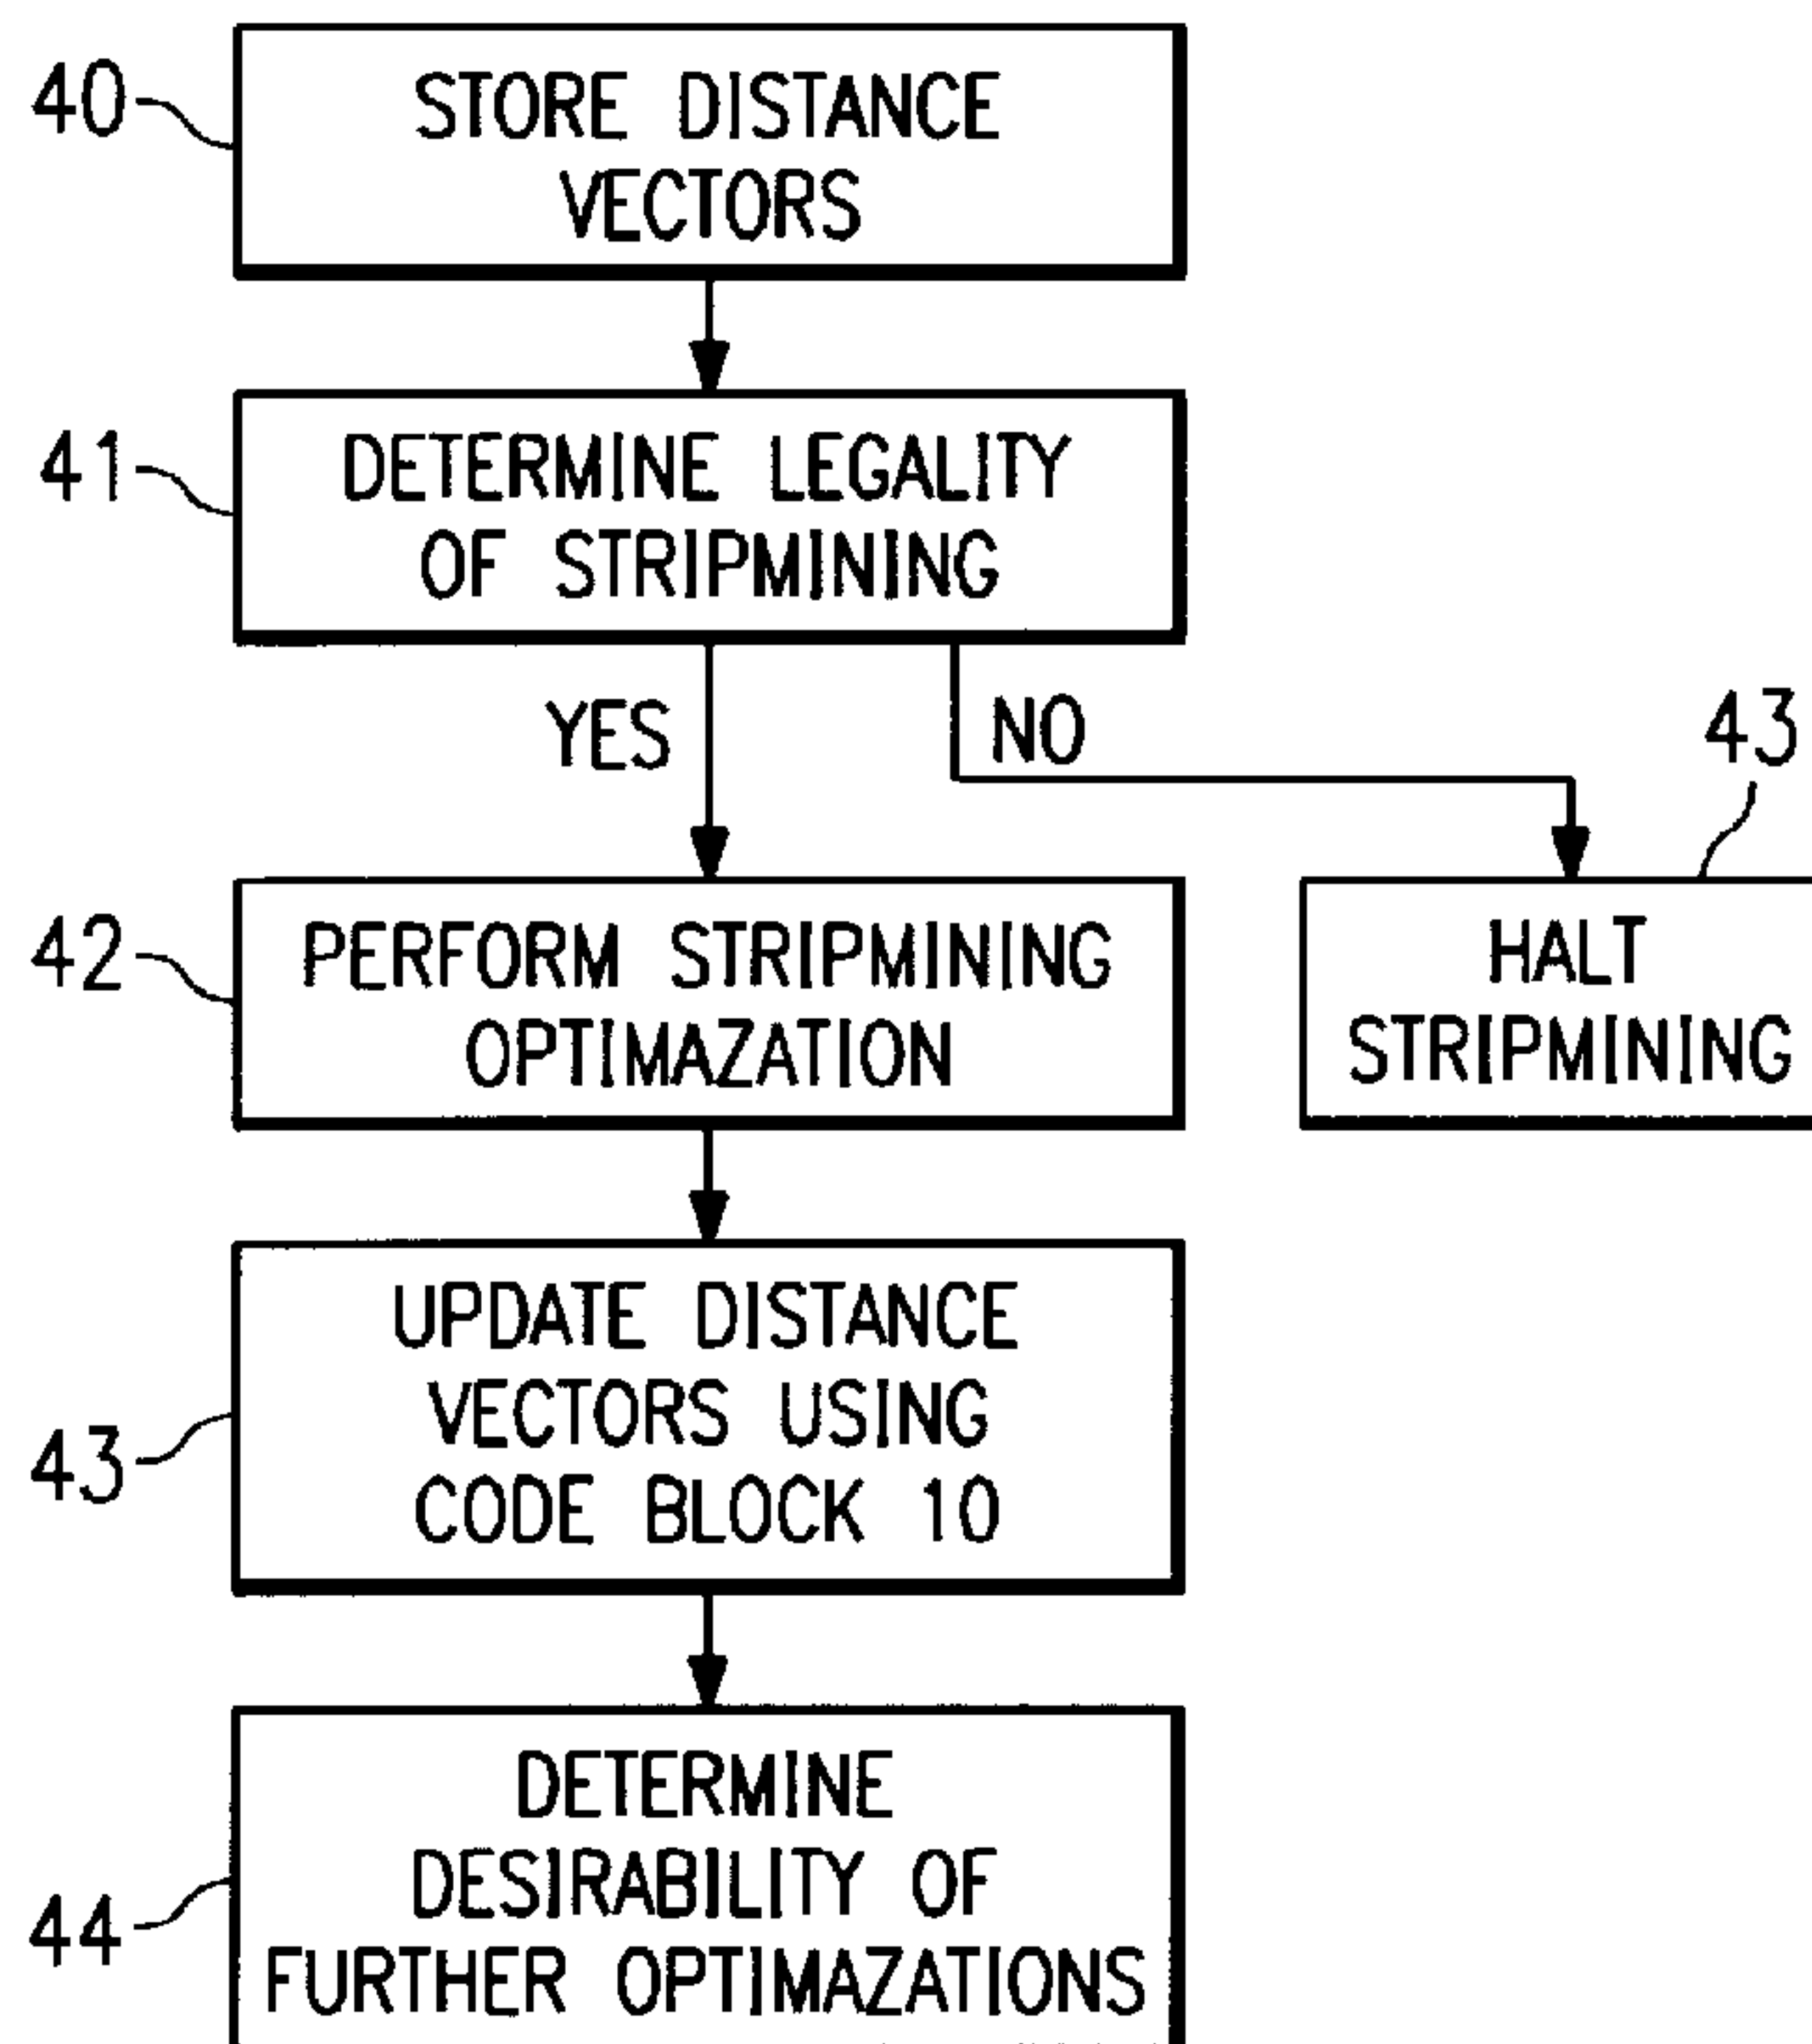 40
STORE DISTANCE
VECTORS
41
DETERMINE LEGALITY
OF STRIPMINING
YES
NO
43
42
PERFORM STRIPMINING
OPTIMAZATION
HALT
STRIPMINING
43
UPDATE DISTANCE
VECTORS USING
CODE BLOCK 10
44
DETERMINE
DESIRABILITY OF
FURTHER OPTIMAZATIONS